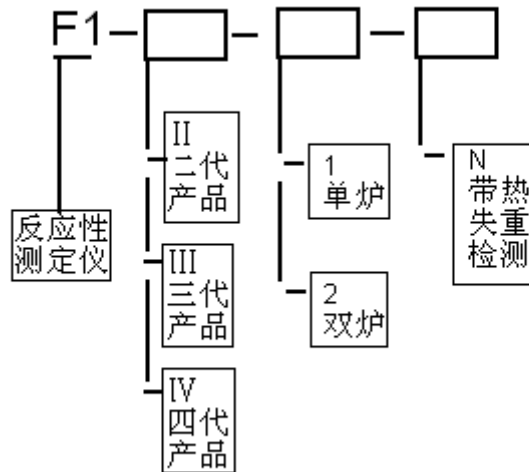 F1
反应性
测定仪
II
二代
产品
III
三代
产品
IV
四代
产品
1
单炉
2
双炉
N
带热
失重
检测